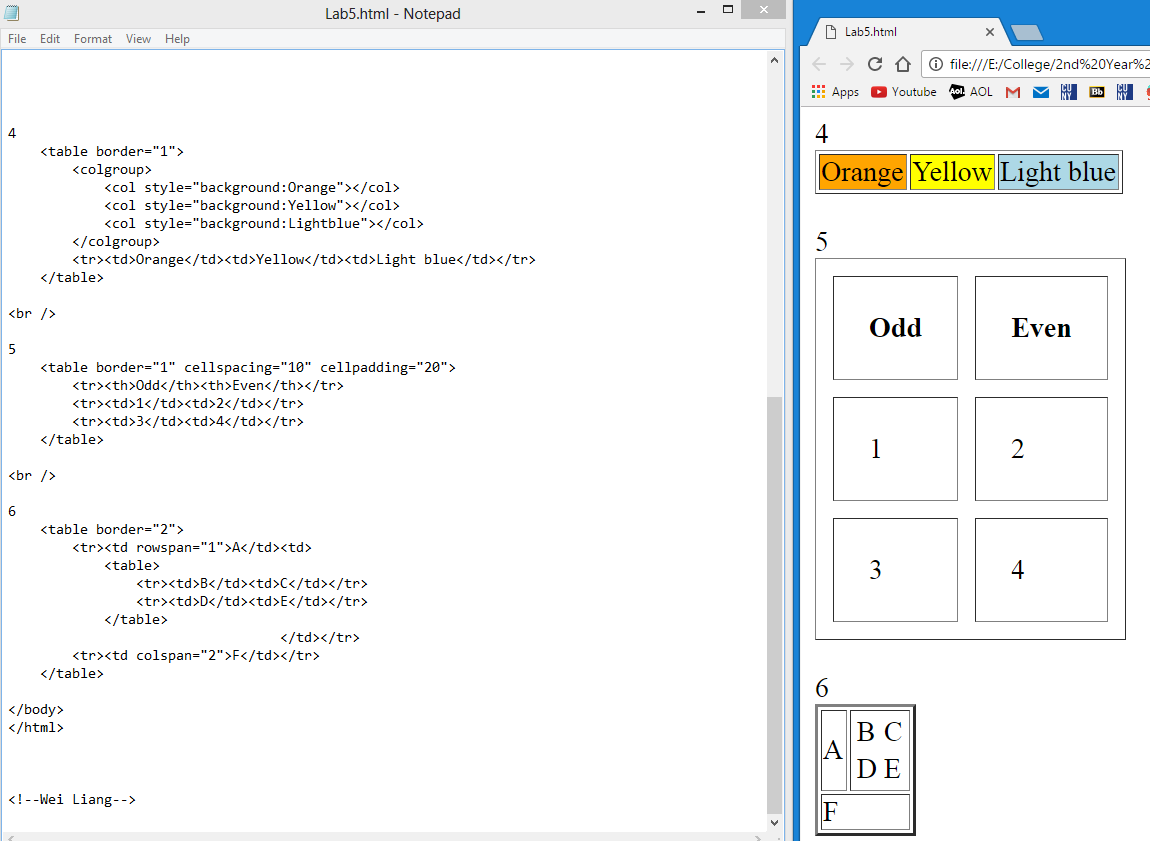 Lab5.html - Notepad
File Edit Format View Help
4
<table border="1">
<colgroup>
<col style="background:Orange"></col>
<col style="background:Yellow"></col>
<col style="background:Lightblue"></col>
</colgroup>
<tr><td>Orange</td><td>Yellow</td><td>Light blue</td></tr>
</table>
<br />
5
<table border="1" cellspacing="10" cellpadding="20">
<tr><th>Odd</th><th>Even</th></tr>
<tr><td>1</td><td>2</td></tr>
<tr><td>3</td><td>4</td></tr>
</table>
<br />
6
<table border="2">
<tr><td rowspan="1">A</td><td>
<table>
<tr><td>B</td><td>C</td></tr>
<tr><td>D</td><td>E</td></tr>
</table>
</td></tr>
<tr><td colspan="2">F</td></tr>
</table>
</body>
</html>
<!--Wei Liang-->
Lab5.html
file:///E:/College/2nd%20Year%2
Apps Youtube Aol. AOL CUNY Bb CUNY
4
Orange Yellow Light blue
5
Odd Even
1 2
3 4
6
A
B C
D E
F